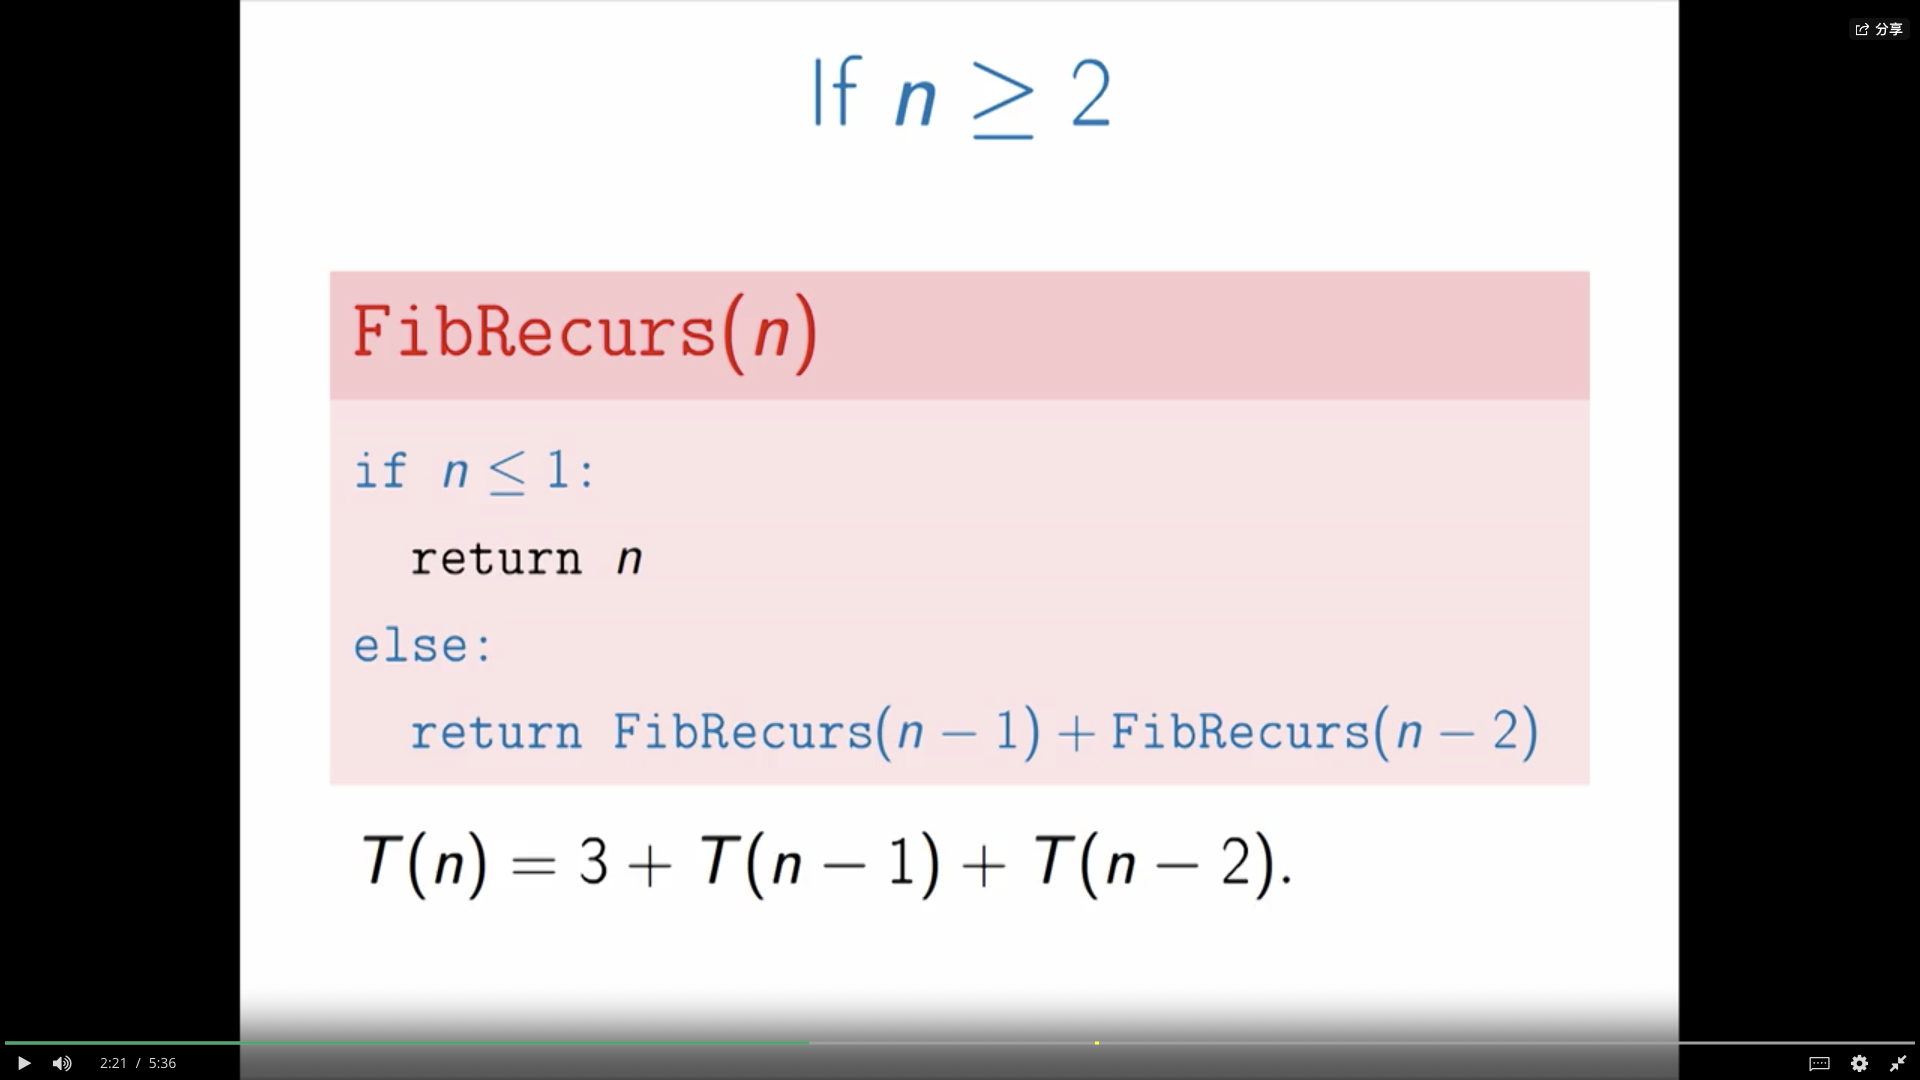 分享
If n ≥ 2
FibRecurs(n)
if n ≤ 1:
return n
else:
return FibRecurs(n − 1) + FibRecurs(n − 2)
T(n) = 3 + T(n − 1) + T(n − 2).
2:21 / 5:36